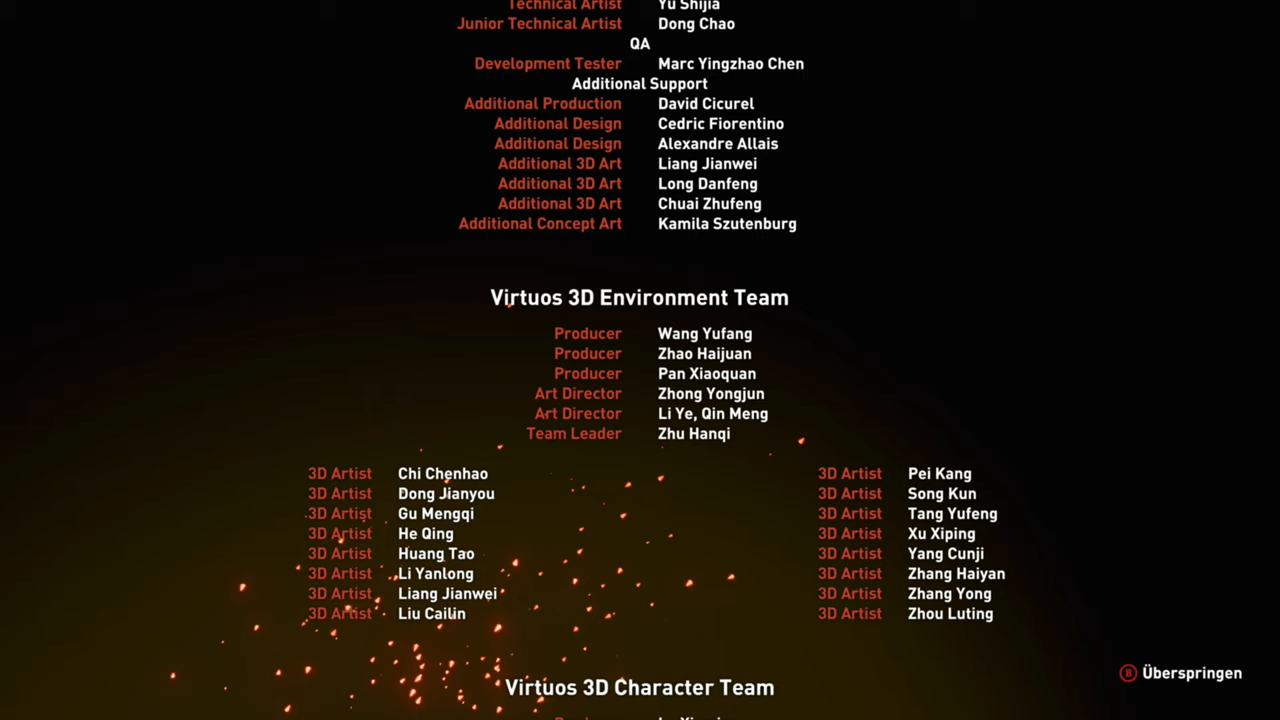 Technical Artist Yu Shijia
Junior Technical Artist Dong Chao
QA
Development Tester Marc Yingzhao Chen
Additional Support
Additional Production David Cicurel
Additional Design Cedric Fiorentino
Additional Design Alexandre Allais
Additional 3D Art Liang Jianwei
Additional 3D Art Long Danfeng
Additional 3D Art Chuai Zhufeng
Additional Concept Art Kamila Szutenburg
Virtuos 3D Environment Team
Producer Wang Yufang
Producer Zhao Haijuan
Producer Pan Xiaoquan
Art Director Zhong Yongjun
Art Director Li Ye, Qin Meng
Team Leader Zhu Hanqi
3D Artist Chi Chenhao 3D Artist Pei Kang
3D Artist Dong Jianyou 3D Artist Song Kun
3D Artist Gu Mengqi 3D Artist Tang Yufeng
3D Artist He Qing 3D Artist Xu Xiping
3D Artist Huang Tao 3D Artist Yang Cunji
3D Artist Li Yanlong 3D Artist Zhang Haiyan
3D Artist Liang Jianwei 3D Artist Zhang Yong
3D Artist Liu Cailin 3D Artist Zhou Luting
B Überspringen
Virtuos 3D Character Team